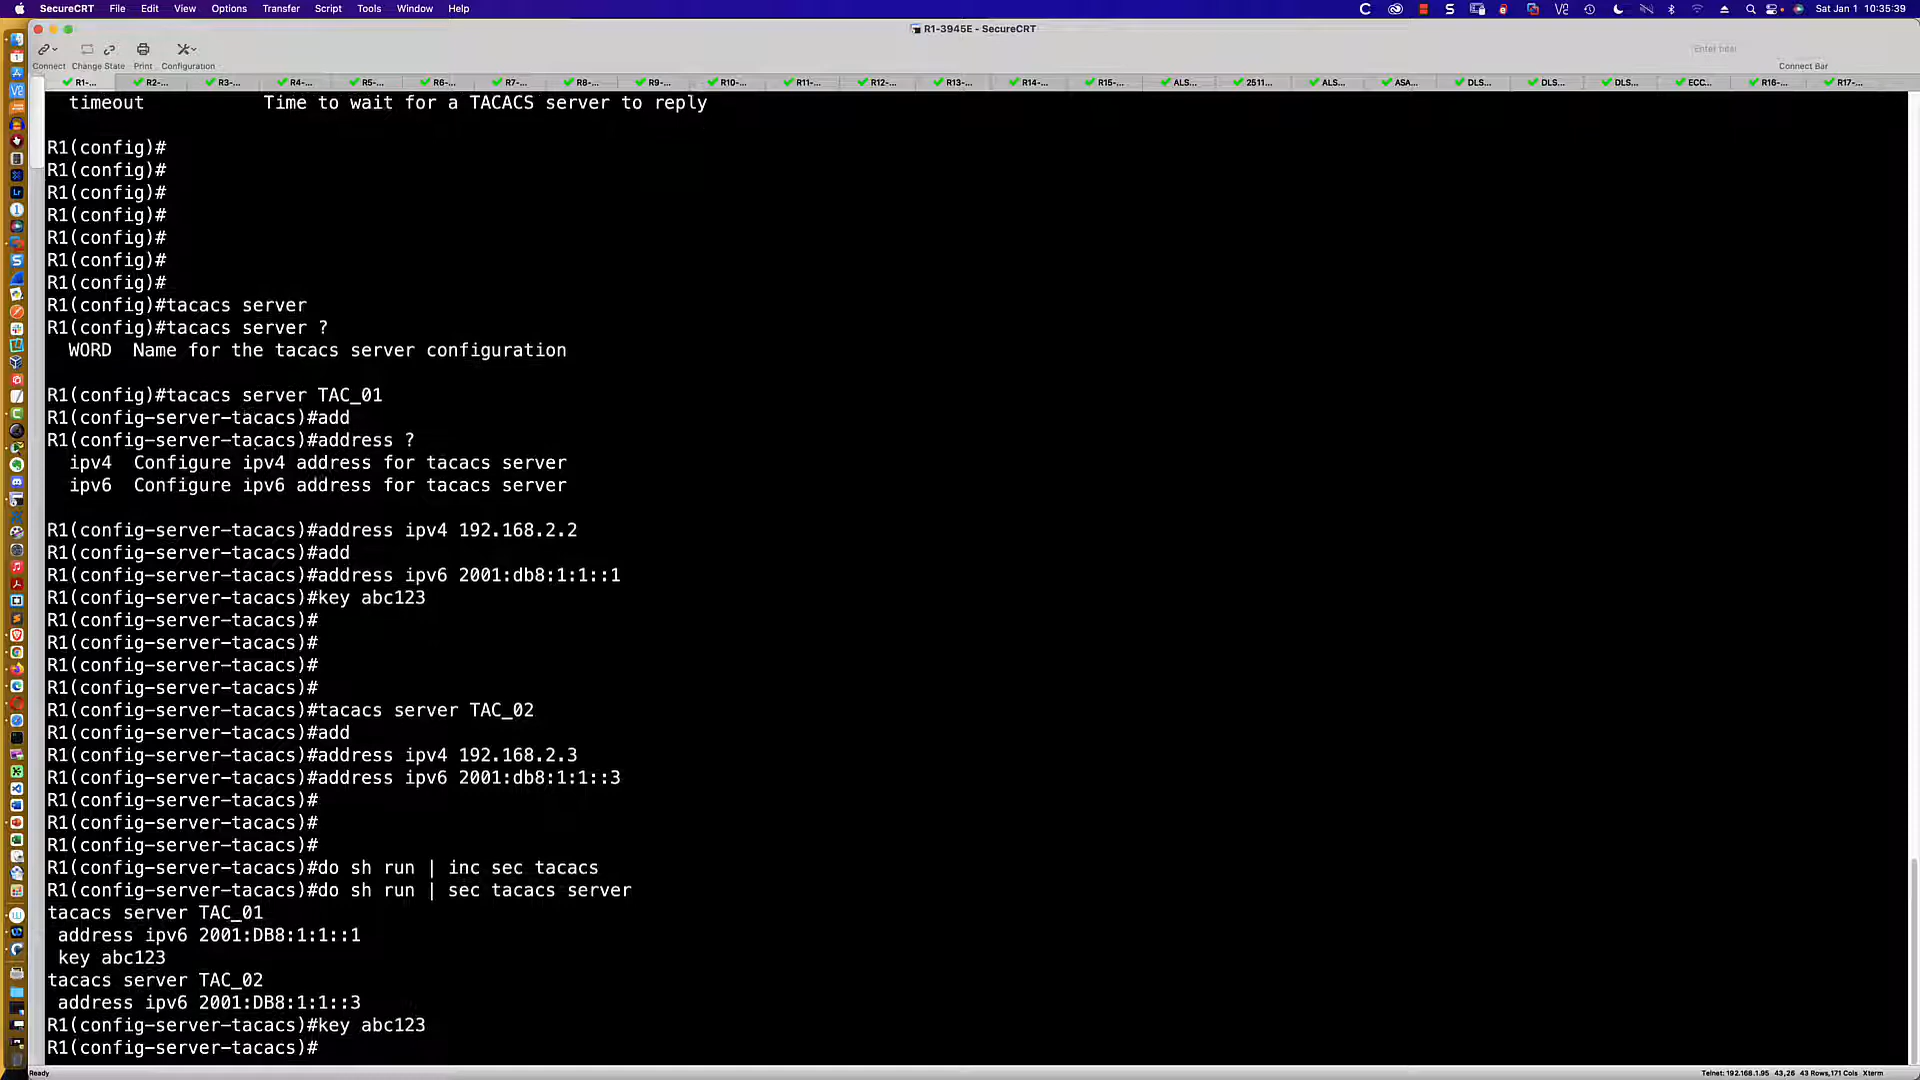 SecureCRT File Edit View Options Transfer Script Tools Window Help Sat Jan 1 10:35:39
R1-3945E - SecureCRT
Enter host
Connect Change State Print Configuration Connect Bar
R1-... R2-... R3-... R4-... R5-... R6-... R7-... R8-... R9-... R10-... R11-... R12-... R13-... R14-... R15-... ALS... 2511... ALS... ASA... DLS... DLS... DLS... ECC... R16-... R17-...
timeout Time to wait for a TACACS server to reply
R1(config)#
R1(config)#
R1(config)#
R1(config)#
R1(config)#
R1(config)#
R1(config)#
R1(config)#tacacs server
R1(config)#tacacs server ?
WORD Name for the tacacs server configuration
R1(config)#tacacs server TAC_01
R1(config-server-tacacs)#add
R1(config-server-tacacs)#address ?
ipv4 Configure ipv4 address for tacacs server
ipv6 Configure ipv6 address for tacacs server
R1(config-server-tacacs)#address ipv4 192.168.2.2
R1(config-server-tacacs)#add
R1(config-server-tacacs)#address ipv6 2001:db8:1:1::1
R1(config-server-tacacs)#key abc123
R1(config-server-tacacs)#
R1(config-server-tacacs)#
R1(config-server-tacacs)#
R1(config-server-tacacs)#
R1(config-server-tacacs)#tacacs server TAC_02
R1(config-server-tacacs)#add
R1(config-server-tacacs)#address ipv4 192.168.2.3
R1(config-server-tacacs)#address ipv6 2001:db8:1:1::3
R1(config-server-tacacs)#
R1(config-server-tacacs)#
R1(config-server-tacacs)#
R1(config-server-tacacs)#do sh run | inc sec tacacs
R1(config-server-tacacs)#do sh run | sec tacacs server
tacacs server TAC_01
address ipv6 2001:DB8:1:1::1
key abc123
tacacs server TAC_02
address ipv6 2001:DB8:1:1::3
R1(config-server-tacacs)#key abc123
R1(config-server-tacacs)#
Ready Telnet: 192.168.1.95 43,26 43 Rows,171 Cols Xterm